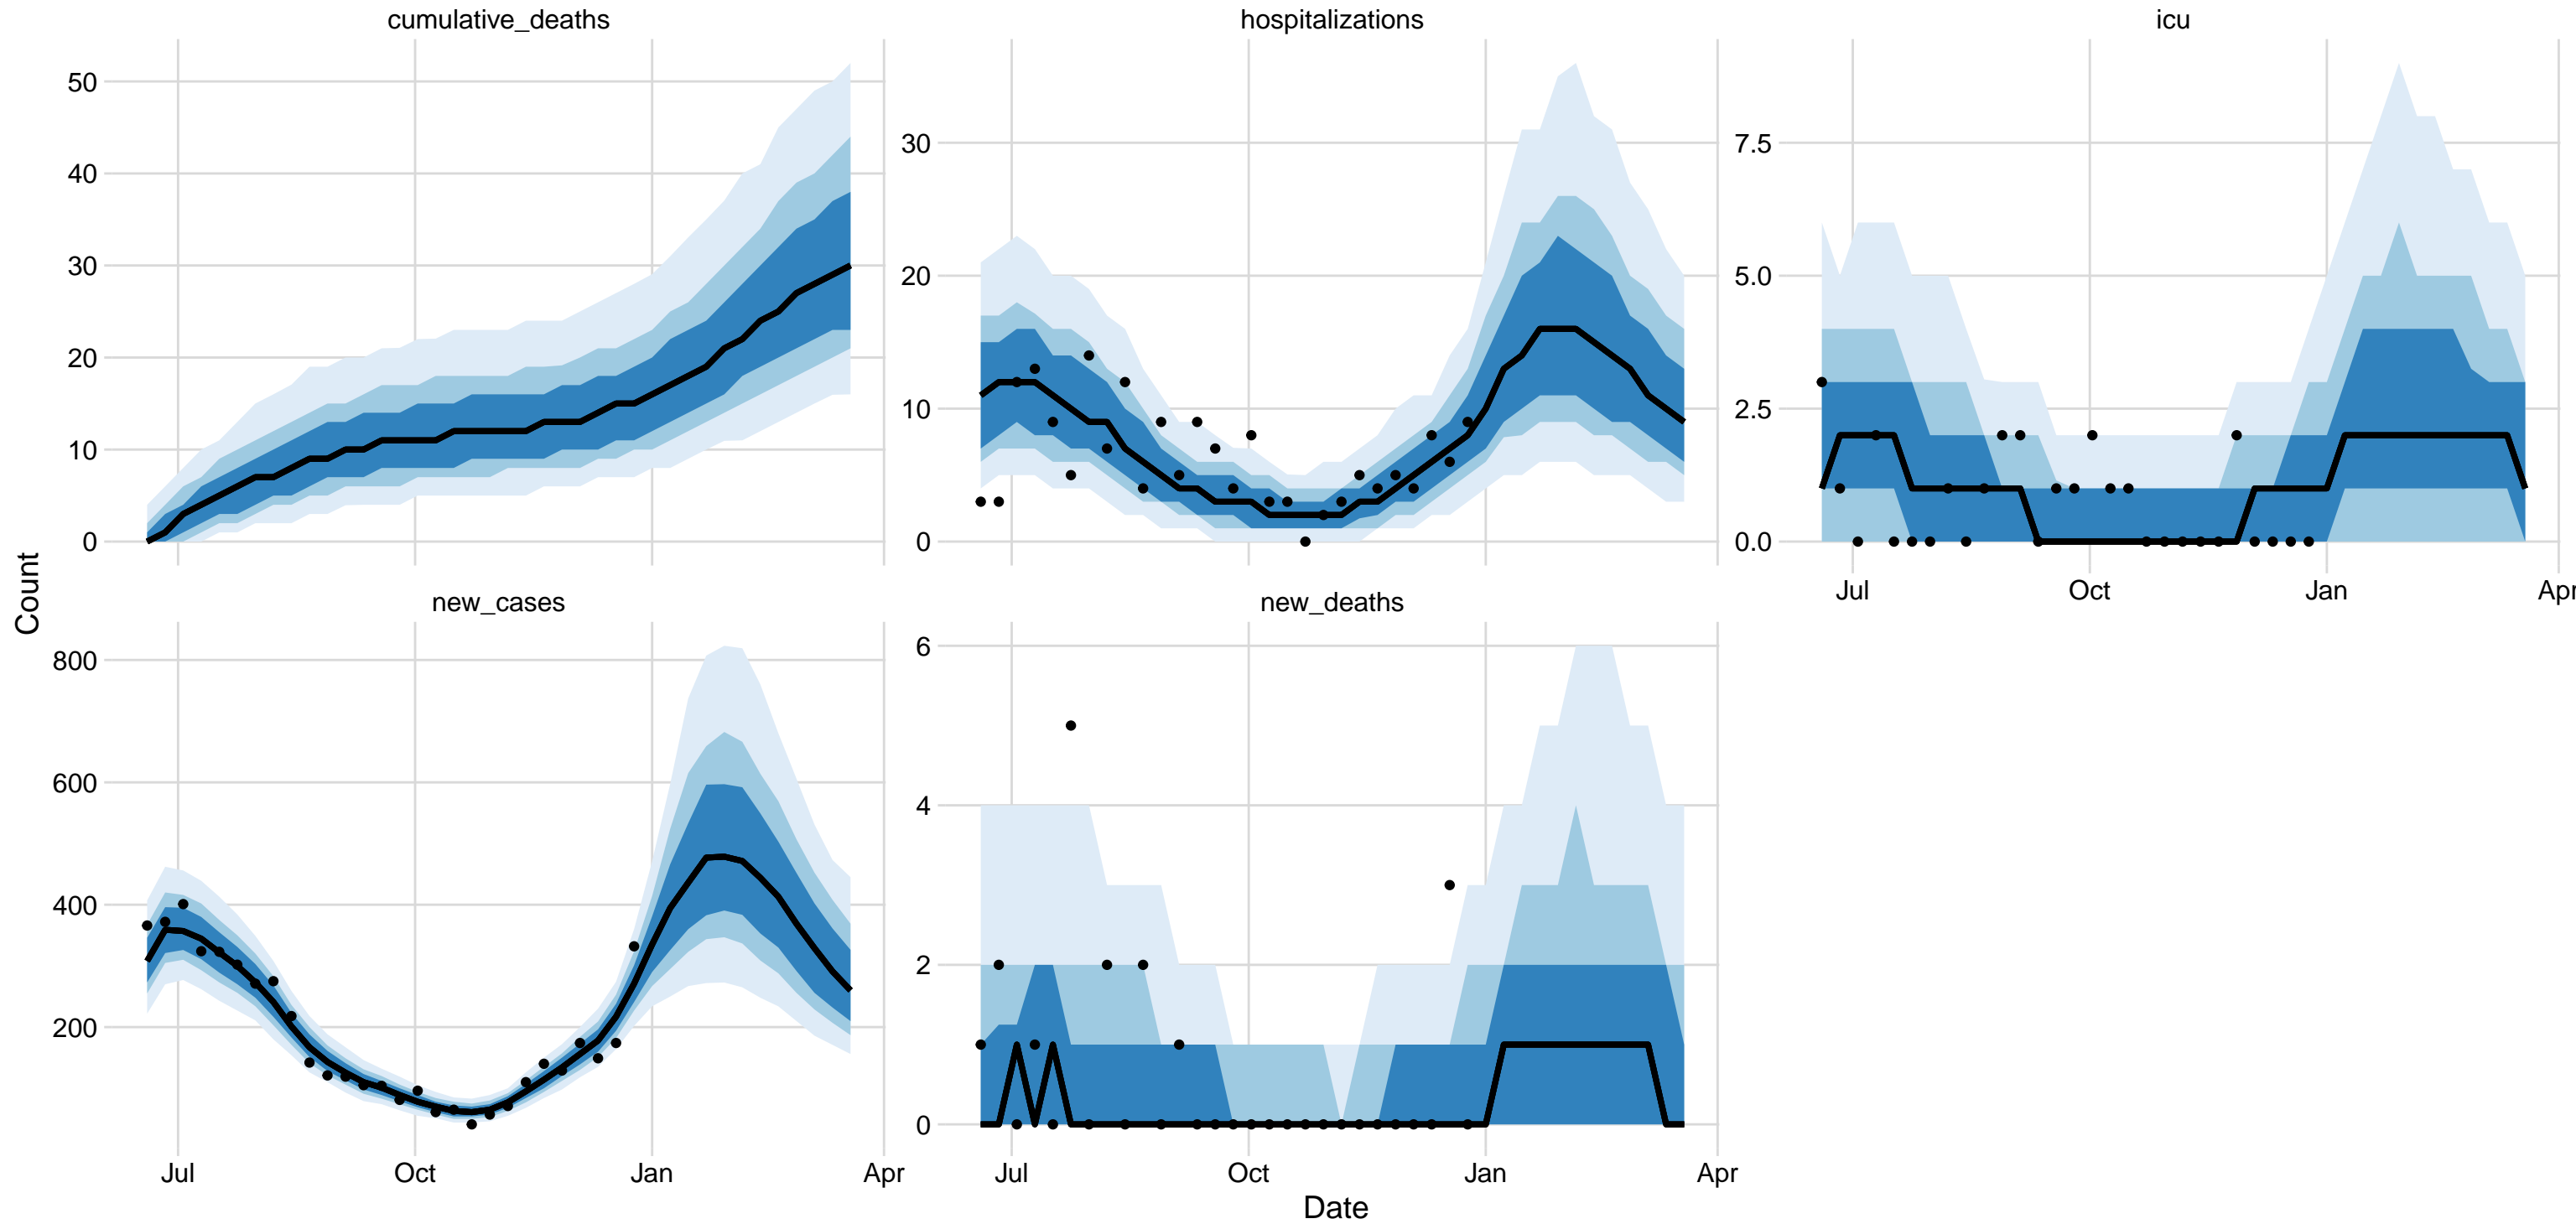 cumulative_deaths
hospitalizations
icu
50
40
30
20
10
0
30
20
10
0
7.5
5.0
2.5
0.0
Jul Oct Jan Apr
Count
new_cases
new_deaths
800
600
400
200
6
4
2
0
Jul Oct Jan Apr
Jul Oct Jan Apr
Date